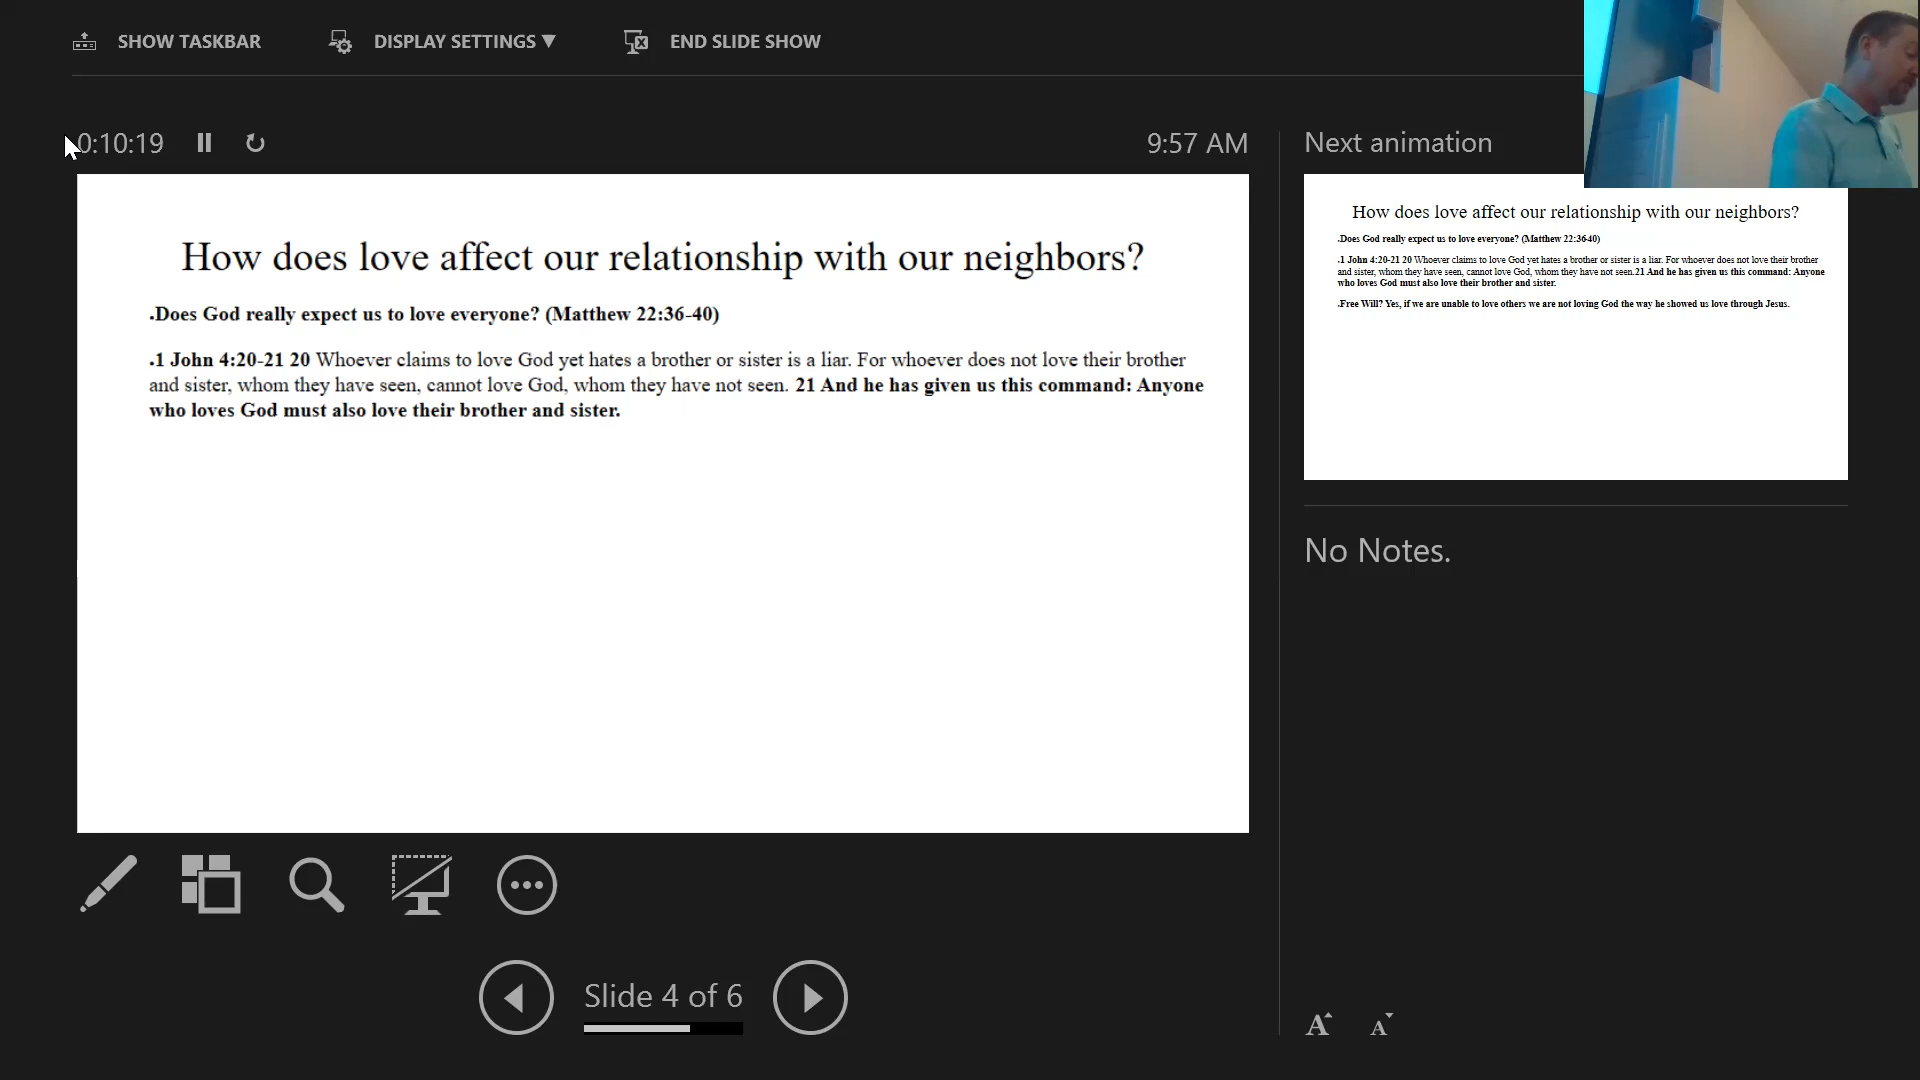 SHOW TASKBAR
DISPLAY SETTINGS ▼
END SLIDE SHOW
0:10:19
9:57 AM
Next animation
How does love affect our relationship with our neighbors?
.Does God really expect us to love everyone? (Matthew 22:36-40)
.1 John 4:20-21 20 Whoever claims to love God yet hates a brother or sister is a liar. For whoever does not love their brother
and sister, whom they have seen, cannot love God, whom they have not seen. 21 And he has given us this command: Anyone
who loves God must also love their brother and sister.
How does love affect our relationship with our neighbors?
.Does God really expect us to love everyone? (Matthew 22:36-40)
.1 John 4:20-21 20 Whoever claims to love God yet hates a brother or sister is a liar. For whoever does not love their brother
and sister, whom they have seen, cannot love God, whom they have not seen.21 And he has given us this command: Anyone
who loves God must also love their brother and sister.
.Free Will? Yes, if we are unable to love others we are not loving God the way he showed us love through Jesus.
No Notes.
Slide 4 of 6
A A